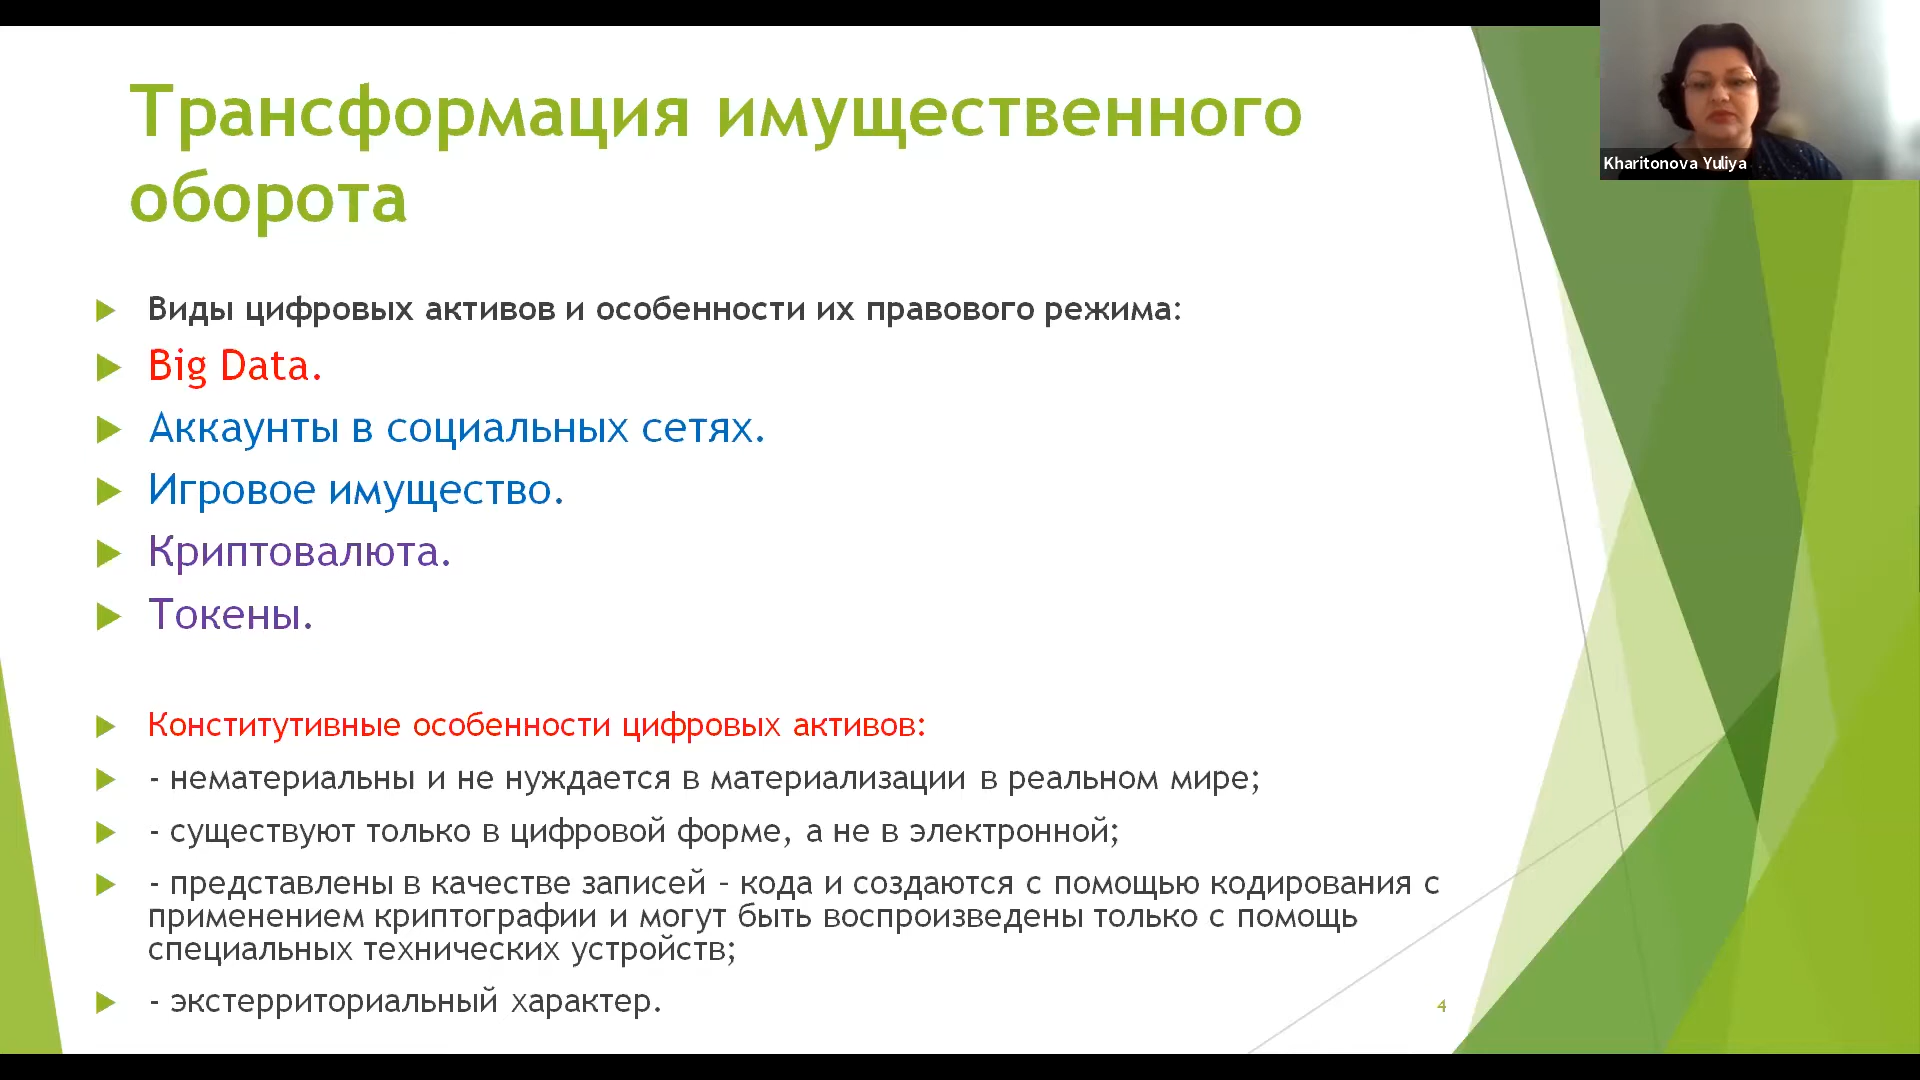 Трансформация имущественного
оборота
Kharitonova Yuliya
Виды цифровых активов и особенности их правового режима:
Big Data.
Аккаунты в социальных сетях.
Игровое имущество.
Криптовалюта.
Токены.
Конститутивные особенности цифровых активов:
- нематериальны и не нуждается в материализации в реальном мире;
- существуют только в цифровой форме, а не в электронной;
- представлены в качестве записей – кода и создаются с помощью кодирования с
применением криптографии и могут быть воспроизведены только с помощь
специальных технических устройств;
- экстерриториальный характер.
4